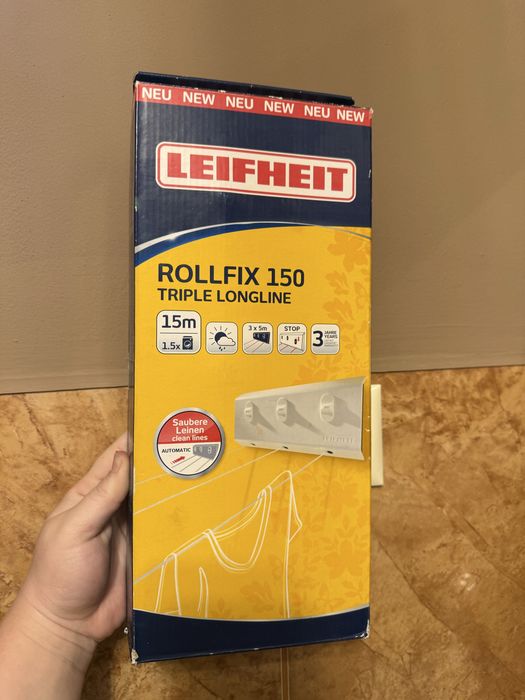 NEU NEW NEU NEW NEU NEW
LEIFHEIT
ROLLFIX 150
TRIPLE LONGLINE
15m
1.5x
3 x 5m
STOP
3 JAHRE
YEARS
Saubere
Leinen
clean lines
AUTOMATIC